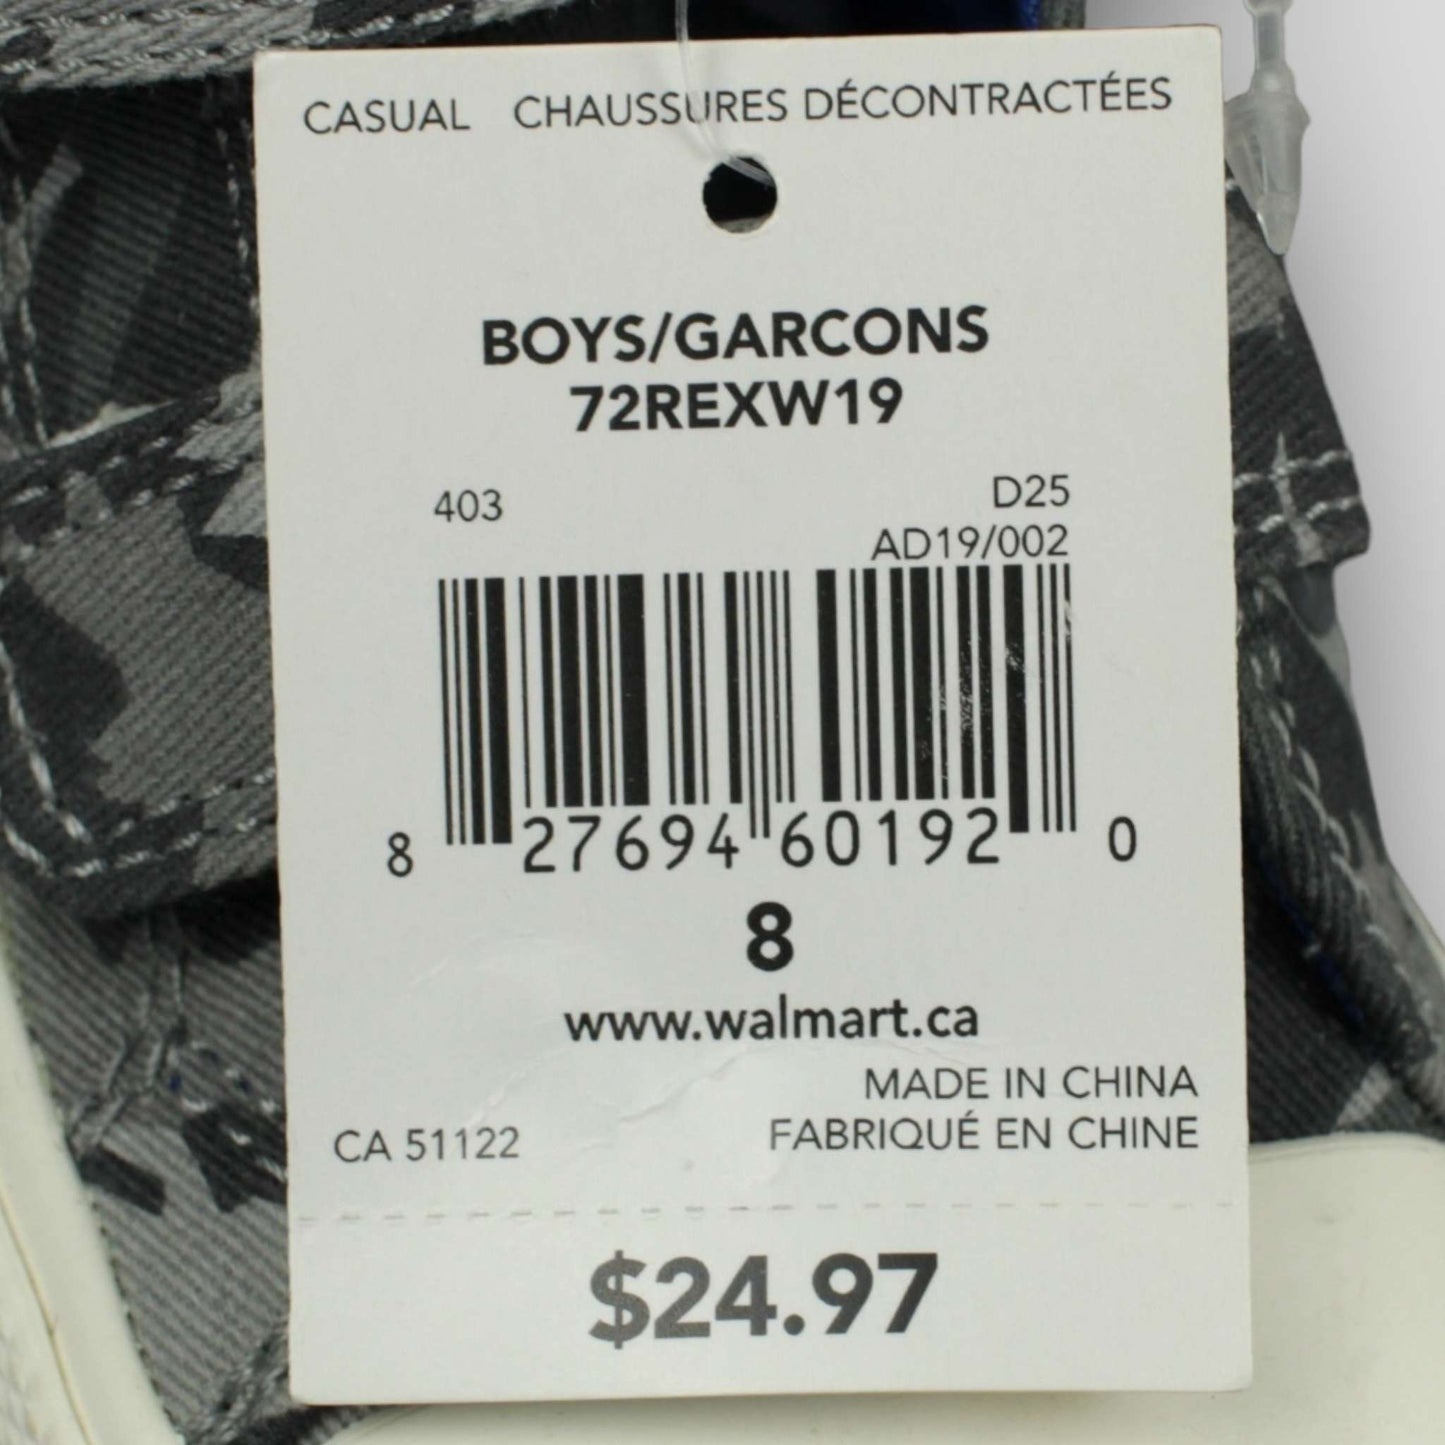 CASUAL CHAUSSURES DÉCONTRACTÉES
BOYS/GARCONS
72REXW19
403 D25
AD19/002
8 27694 60192 0
8
www.walmart.ca
MADE IN CHINA
CA 51122 FABRIQUÉ EN CHINE
$24.97